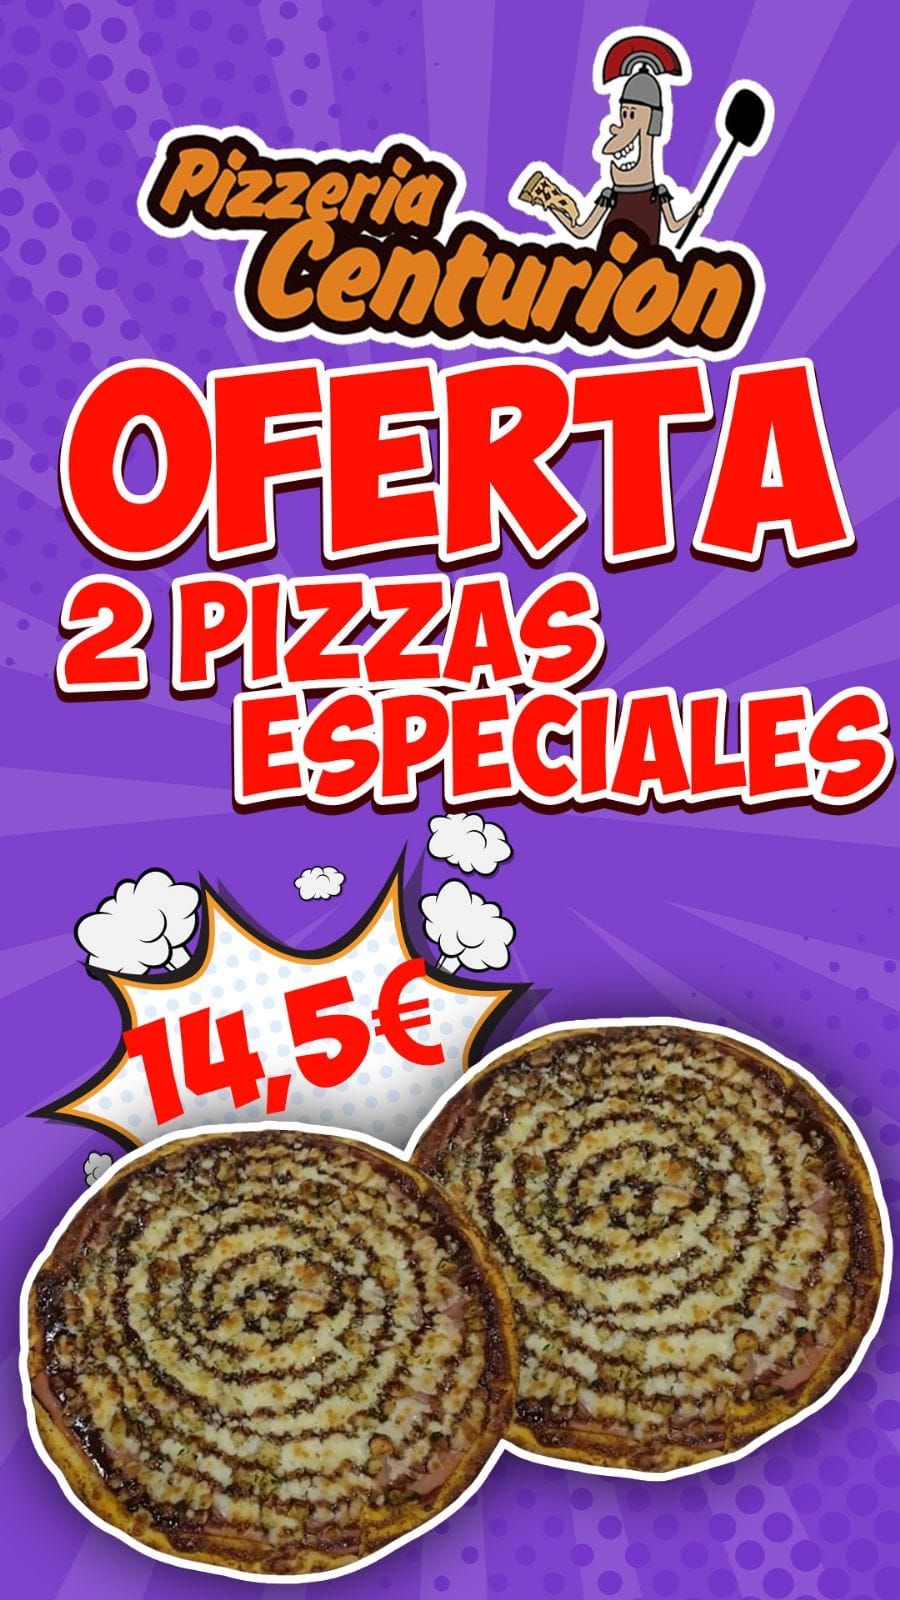 Pizzeria
Centurion
OFERTA
2 PIZZAS
ESPECIALES
14,5€